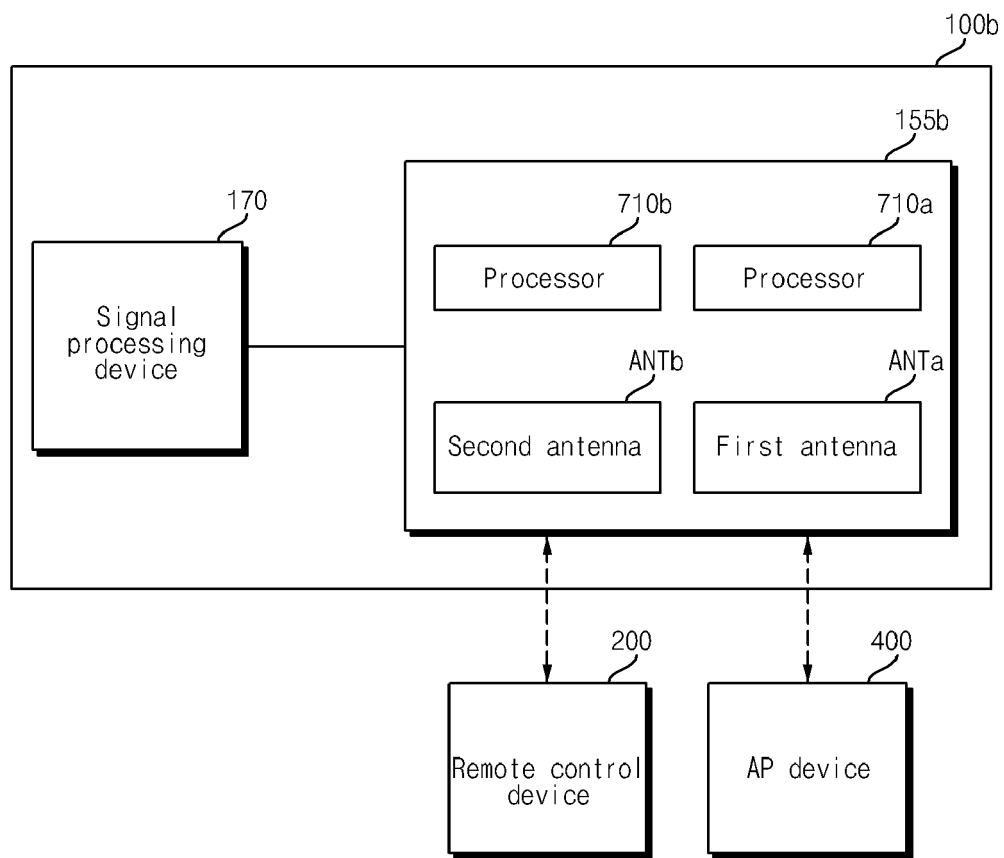 100b
155b
170
710b
710a
Processor
Processor
Signal
processing
device
ANTb
ANTa
Second antenna
First antenna
200
400
Remote control
device
AP device